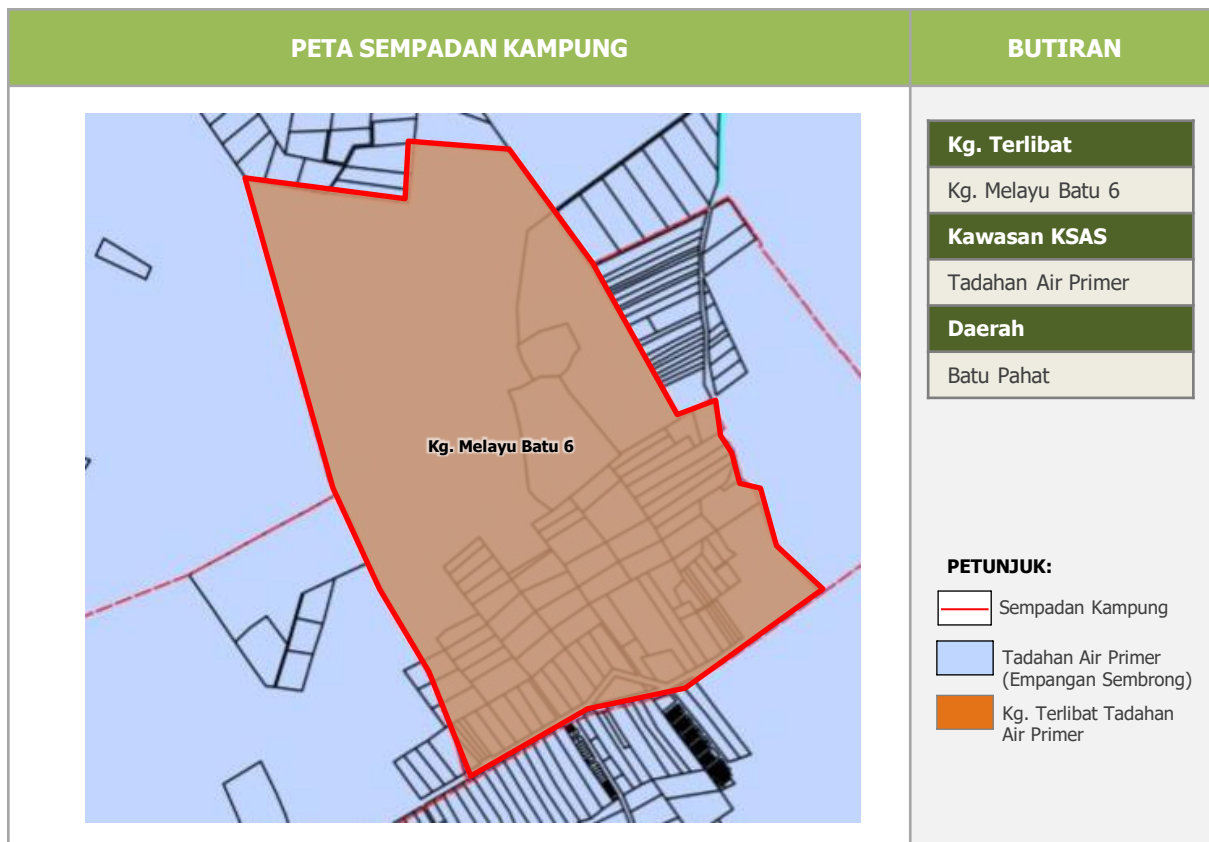 PETA SEMPADAN KAMPUNG
BUTIRAN
Kg. Melayu Batu 6
Kg. Terlibat
Kg. Melayu Batu 6
Kawasan KSAS
Tadahan Air Primer
Daerah
Batu Pahat
PETUNJUK:
Sempadan Kampung
Tadahan Air Primer
(Empangan Sembrong)
Kg. Terlibat Tadahan
Air Primer